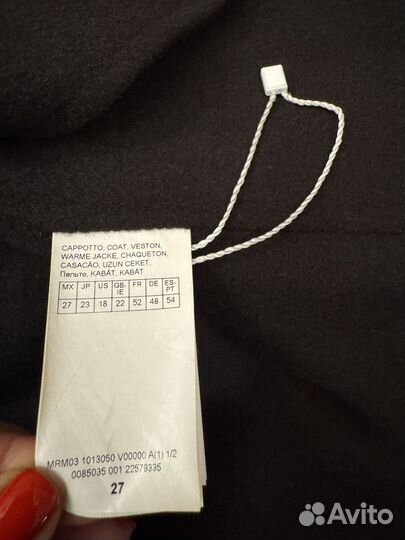 CAPPOTTO, COAT, VESTON,
WARME JACKE, CHAQUETON,
CASACÃO, UZUN CEKET,
Пельто, KABÁT, KABÁT
MX JP US GB-IE FR DE ES-PT
27 23 18 22 52 48 54
MRM03 1013050 V00000 A(1) 1/2
0085035 001 22579335
27
Avito